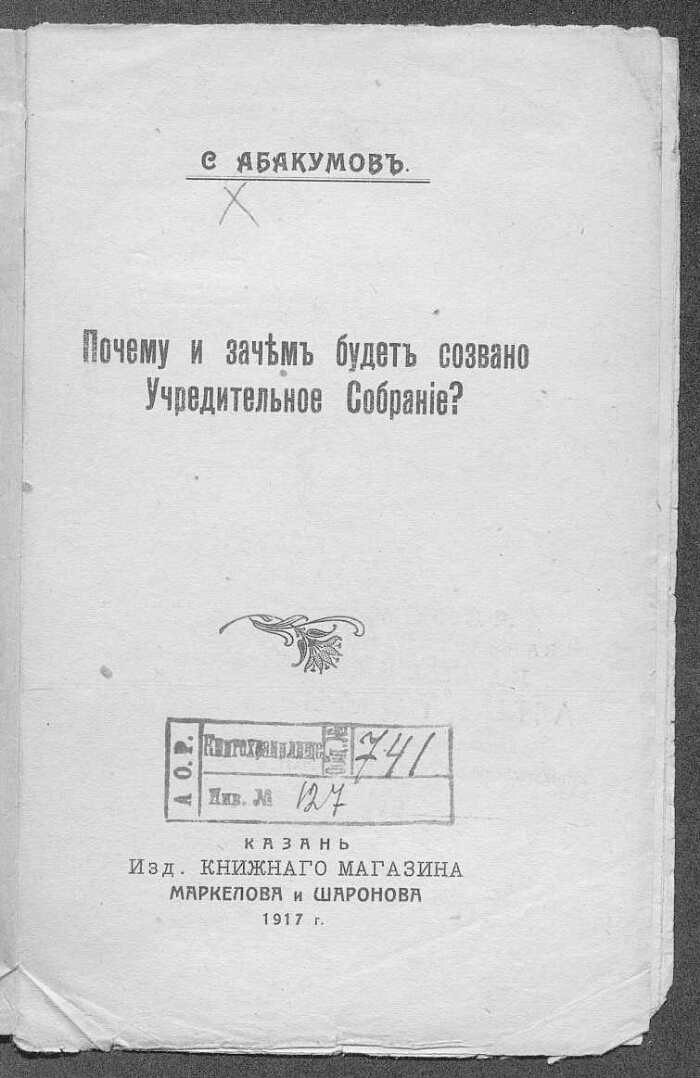 С АБАКУМОВЪ.
Почему и зачѣмъ будетъ созвано
Учредительное Собраніе?
А О. Р.
Книгохранилище
741
Инв. № 127
КАЗАНЬ
Изд. КНИЖНАГО МАГАЗИНА
МАРКЕЛОВА и ШАРОНОВА
1917 г.